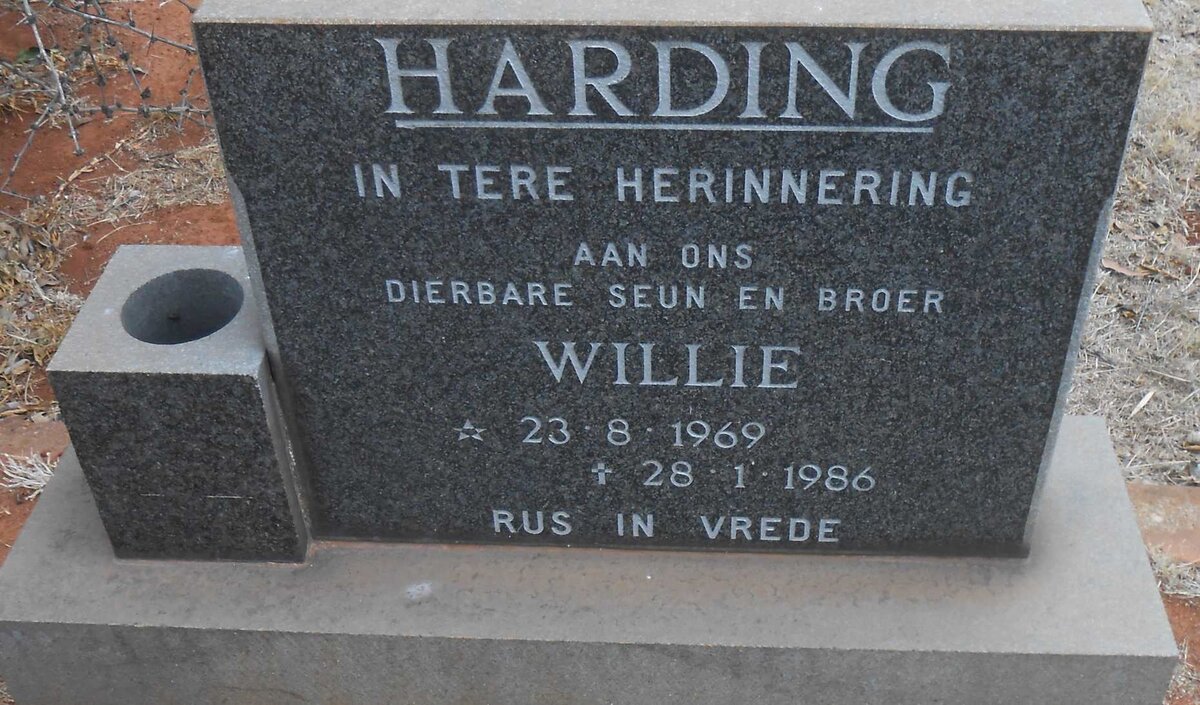 HARDING
IN TERE HERINNERING
AAN ONS
DIERBARE SEUN EN BROER
WILLIE
☆ 23·8·1969
✝ 28·1·1986
RUS IN VREDE